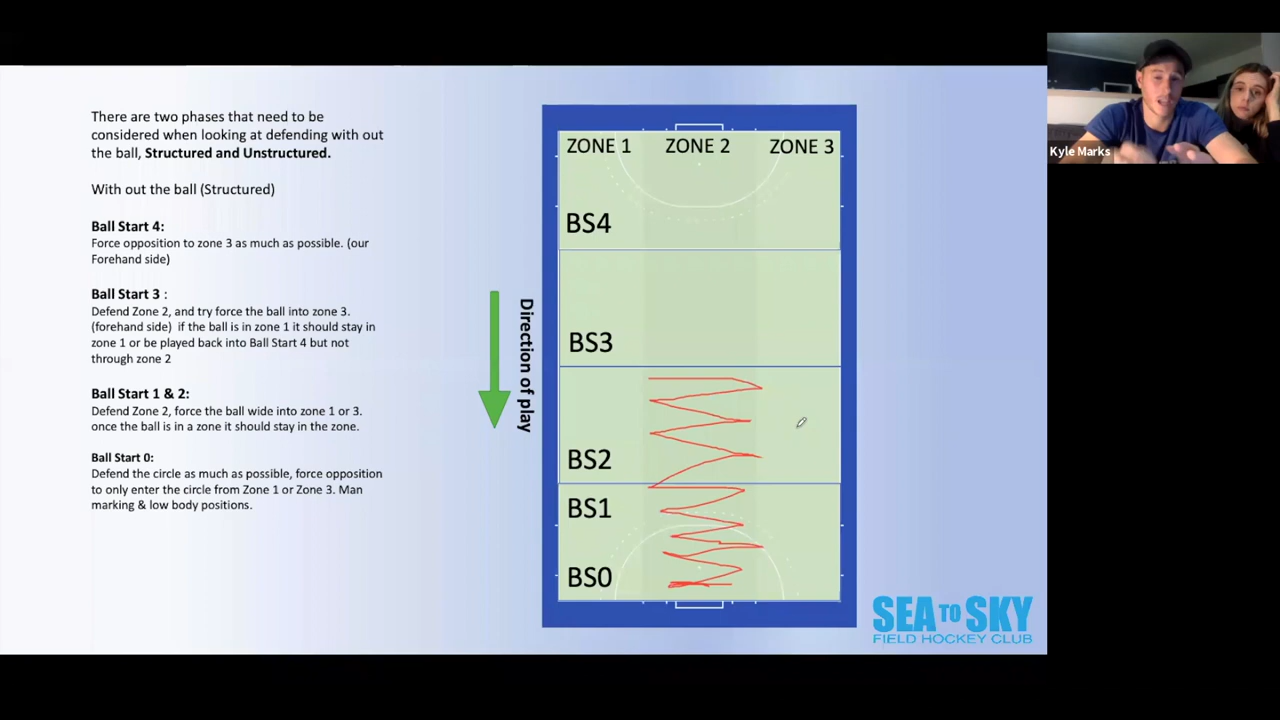 There are two phases that need to be
considered when looking at defending with out
the ball, Structured and Unstructured.
With out the ball (Structured)
Ball Start 4:
Force opposition to zone 3 as much as possible. (our
Forehand side)
Ball Start 3 :
Defend Zone 2, and try force the ball into zone 3.
(forehand side) if the ball is in zone 1 it should stay in
zone 1 or be played back into Ball Start 4 but not
through zone 2
Ball Start 1 & 2:
Defend Zone 2, force the ball wide into zone 1 or 3.
once the ball is in a zone it should stay in the zone.
Ball Start 0:
Defend the circle as much as possible, force opposition
to only enter the circle from Zone 1 or Zone 3. Man
marking & low body positions.
Direction of play
ZONE 1 ZONE 2 ZONE 3
BS4
BS3
BS2
BS1
BS0
SEA TO SKY
FIELD HOCKEY CLUB
Kyle Marks